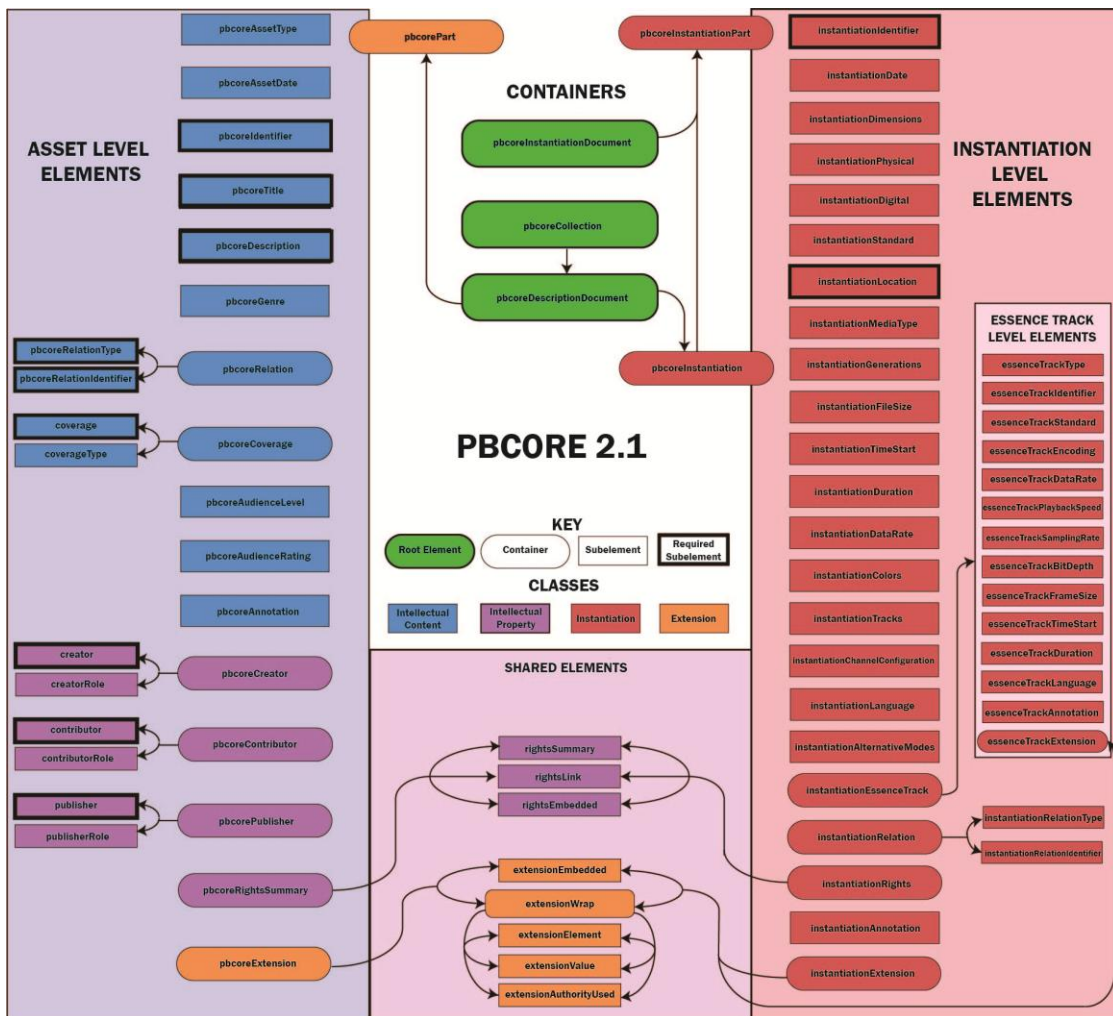 pbcoreAssetType
pbcoreAssetDate
ASSET LEVEL
ELEMENTS
pbcoreIdentifier
pbcoreTitle
pbcoreDescription
pbcoreGenre
pbcoreRelationType
pbcoreRelationIdentifier
pbcoreRelation
coverage
coverageType
pbcoreCoverage
pbcoreAudienceLevel
pbcoreAudienceRating
pbcoreAnnotation
creator
creatorRole
pbcoreCreator
contributor
contributorRole
pbcoreContributor
publisher
publisherRole
pbcorePublisher
pbcoreRightsSummary
pbcoreExtension
pbcorePart
pbcoreInstantiationPart
CONTAINERS
pbcoreInstantiationDocument
pbcoreCollection
pbcoreDescriptionDocument
pbcoreInstantiation
PBCORE 2.1
KEY
Root Element
Container
Subelement
Required
Subelement
CLASSES
Intellectual
Content
Intellectual
Property
Instantiation
Extension
SHARED ELEMENTS
rightsSummary
rightsLink
rightsEmbedded
extensionEmbedded
extensionWrap
extensionElement
extensionValue
extensionAuthorityUsed
instantiationIdentifier
instantiationDate
instantiationDimensions
instantiationPhysical
instantiationDigital
instantiationStandard
instantiationLocation
instantiationMediaType
instantiationGenerations
instantiationFileSize
instantiationTimeStart
instantiationDuration
instantiationDataRate
instantiationColors
instantiationTracks
instantiationChannelConfiguration
instantiationLanguage
instantiationAlternativeModes
instantiationEssenceTrack
instantiationRelation
instantiationRights
instantiationAnnotation
instantiationExtension
INSTANTIATION
LEVEL
ELEMENTS
ESSENCE TRACK
LEVEL ELEMENTS
essenceTrackType
essenceTrackIdentifier
essenceTrackStandard
essenceTrackEncoding
essenceTrackDataRate
essenceTrackPlaybackSpeed
essenceTrackSamplingRate
essenceTrackBitDepth
essenceTrackFrameSize
essenceTrackTimeStart
essenceTrackDuration
essenceTrackLanguage
essenceTrackAnnotation
essenceTrackExtension
instantiationRelationType
instantiationRelationIdentifier